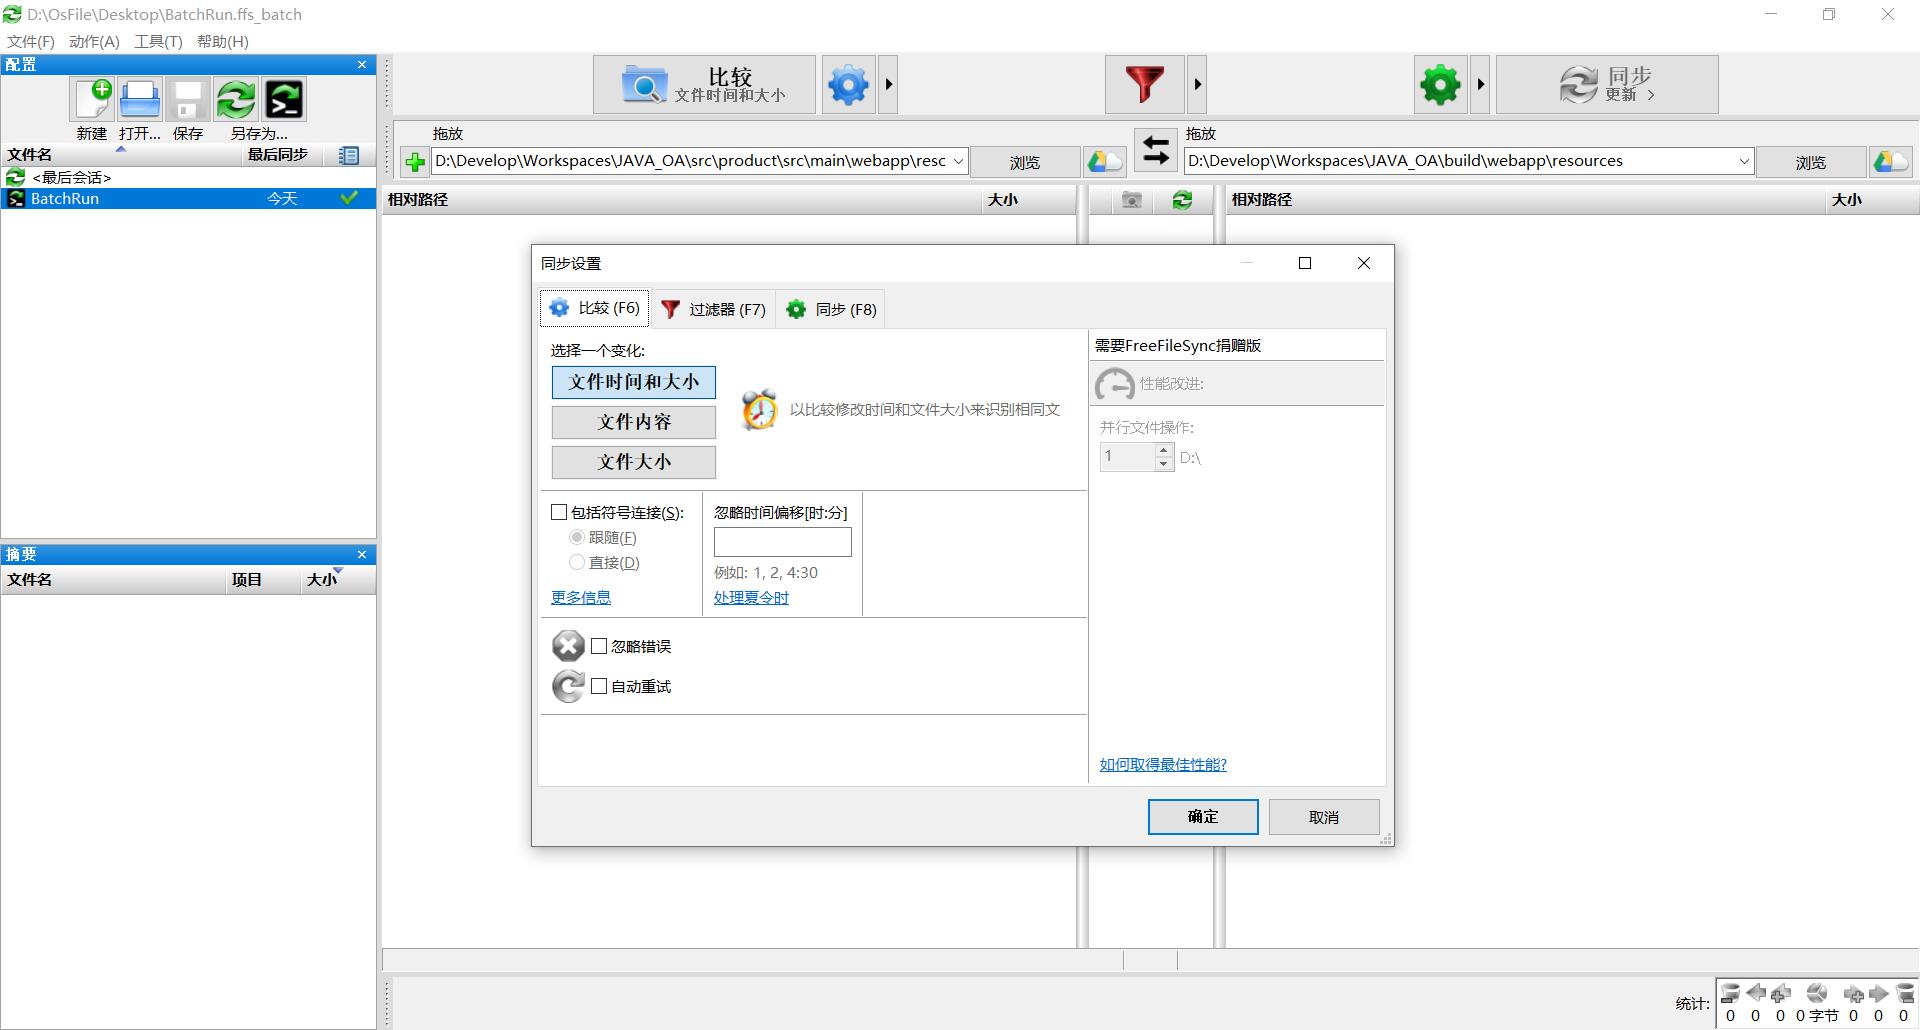 D:\OsFile\Desktop\BatchRun.ffs_batch
文件(F) 动作(A) 工具(T) 帮助(H)
配置
新建 打开... 保存 另存为...
文件名 最后同步
<最后会话>
BatchRun 今天
摘要
文件名 项目 大小
比较
文件时间和大小
同步
更新 >
拖放
D:\Develop\Workspaces\JAVA_OA\src\product\src\main\webapp\resc
浏览
拖放
D:\Develop\Workspaces\JAVA_OA\build\webapp\resources
浏览
相对路径 大小
相对路径 大小
同步设置
比较 (F6) 过滤器 (F7) 同步 (F8)
选择一个变化:
文件时间和大小
文件内容
文件大小
以比较修改时间和文件大小来识别相同文
包括符号连接(S):
跟随(F)
直接(D)
更多信息
忽略时间偏移[时:分]
例如: 1, 2, 4:30
处理夏令时
忽略错误
自动重试
需要FreeFileSync捐赠版
性能改进:
并行文件操作:
1 D:\
如何取得最佳性能?
确定 取消
统计:
0 0 0 0 字节 0 0 0